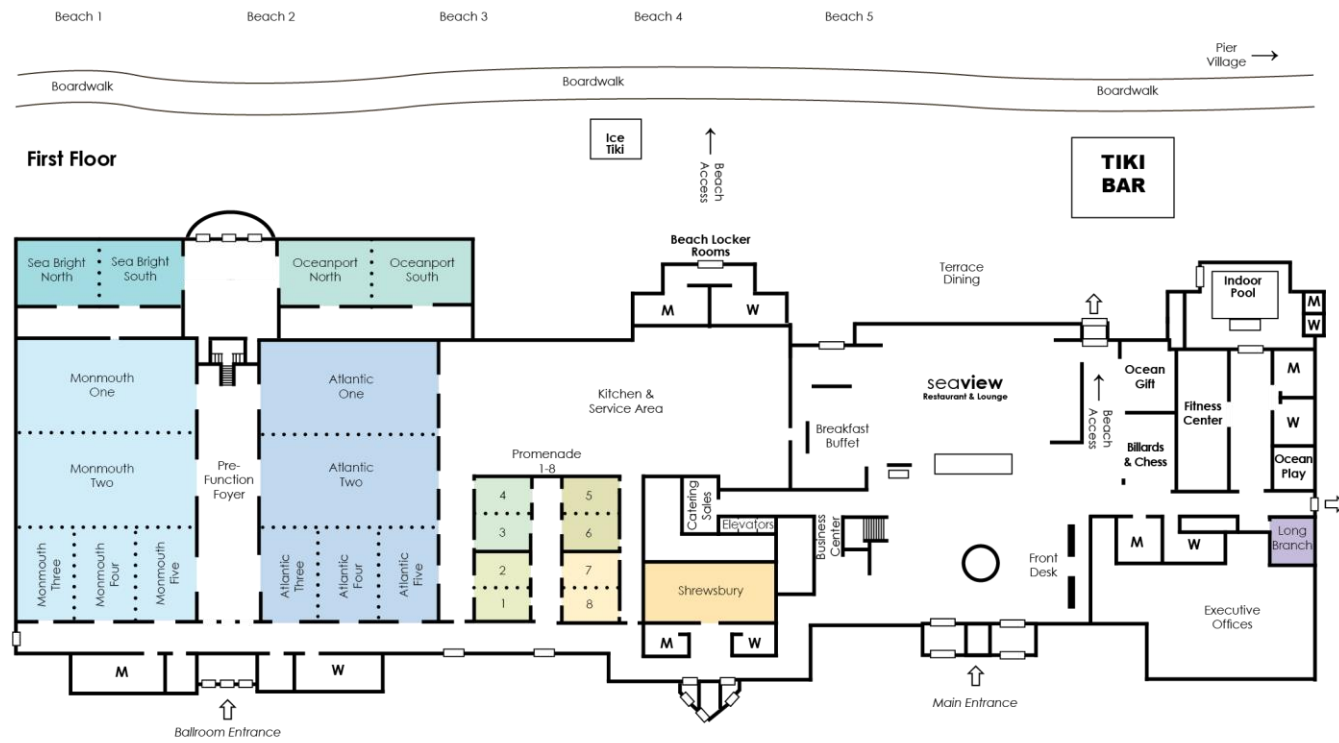 Beach 1
Beach 2
Beach 3
Beach 4
Beach 5
Pier
Village
Boardwalk
Boardwalk
Boardwalk
First Floor
Ice
Tiki
Beach
Access
TIKI
BAR
Sea Bright
North
Sea Bright
South
Oceanport
North
Oceanport
South
Beach Locker
Rooms
M
W
Terrace
Dining
Indoor
Pool
M
W
Monmouth
One
Atlantic
One
Kitchen &
Service Area
seaview
Restaurant & Lounge
Beach
Access
Ocean
Gift
Fitness
Center
M
W
Breakfast
Buffet
Billards
& Chess
Ocean
Play
Monmouth
Two
Pre-
Function
Foyer
Atlantic
Two
Promenade
1-8
4
3
2
1
5
6
7
8
Catering
Sales
Elevators
Business
Center
Monmouth
Three
Monmouth
Four
Monmouth
Five
Atlantic
Three
Atlantic
Four
Atlantic
Five
Shrewsbury
Front
Desk
M
W
Long
Branch
Executive
Offices
M
W
M
W
Ballroom Entrance
Main Entrance